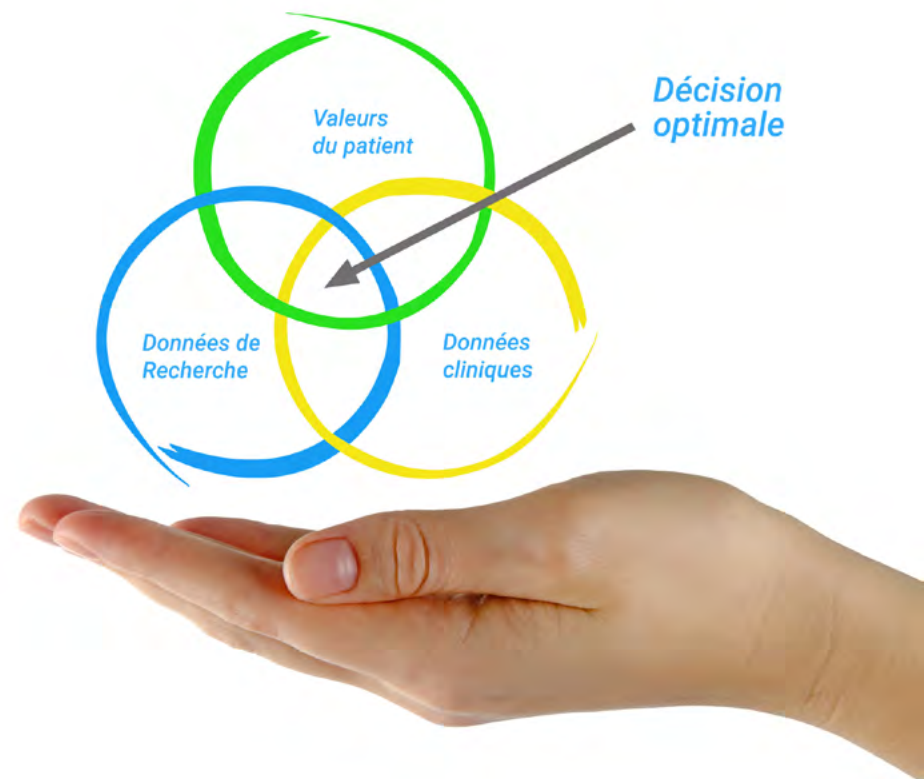 Valeurs
du patient
Décision
optimale
Données de
Recherche
Données
cliniques